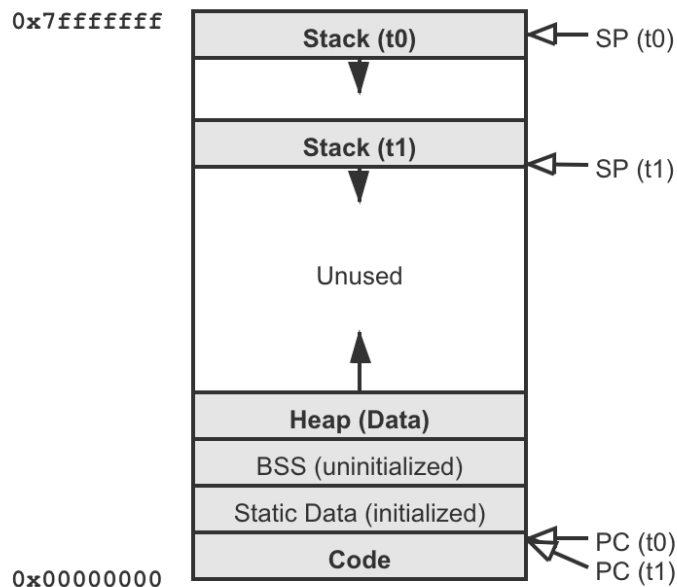 0x7fffffff
Stack (t0)
SP (t0)
Stack (t1)
SP (t1)
Unused
Heap (Data)
BSS (uninitialized)
Static Data (initialized)
PC (t0)
Code
PC (t1)
0x00000000